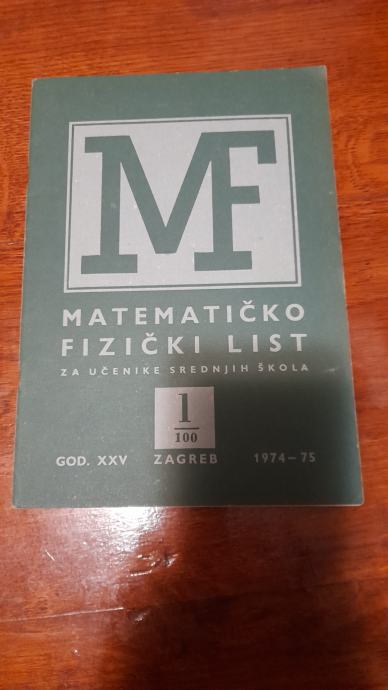 MF
MATEMATIČKO
FIZIČKI LIST
ZA UČENIKE SREDNJIH ŠKOLA
1
100
GOD. XXV ZAGREB 1974-75